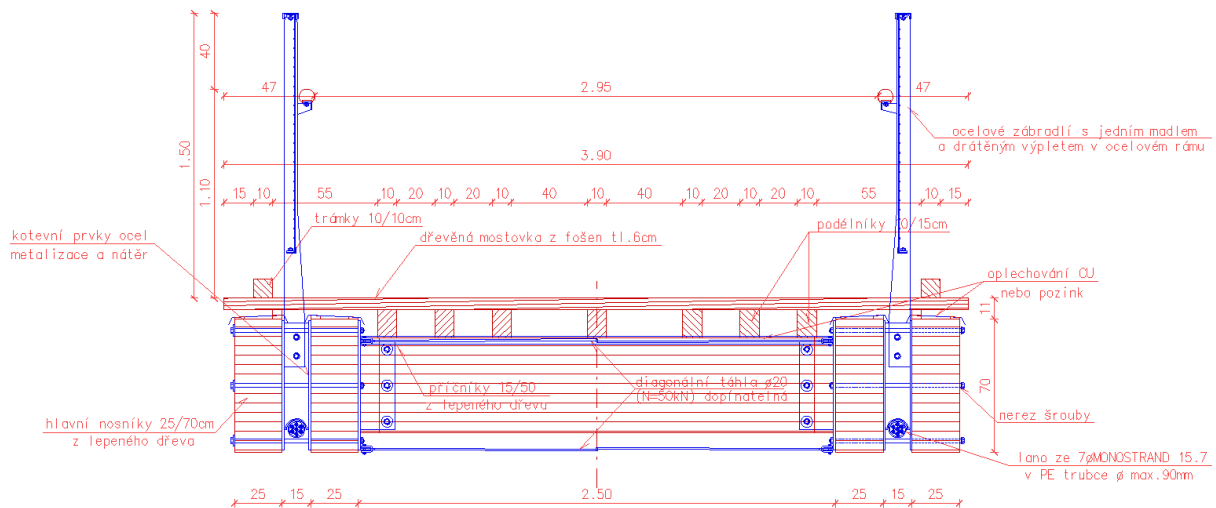 40
47
2.95
47
ocelové zábradlí s jedním madlem
a drátěným výpletem v ocelovém rámu
1.50
3.90
1.10
15 10 55 10 20 10 20 10 40 10 40 10 20 10 20 10 55 10 15
trámky 10/10cm
podélníky 10/15cm
kotevní prvky ocel
metalizace a nátěr
dřevěná mostovka z fošen tl.6cm
oplechování CU
nebo pozink
11
příčníky 15/50
z lepeného dřeva
diagonální táhla ø20
(N=50kN) dopínatelná
70
hlavní nosníky 25/70cm
z lepeného dřeva
nerez šrouby
lano ze 7øMONOSTRAND 15.7
v PE trubce ø max.90mm
25 15 25 2.50 25 15 25